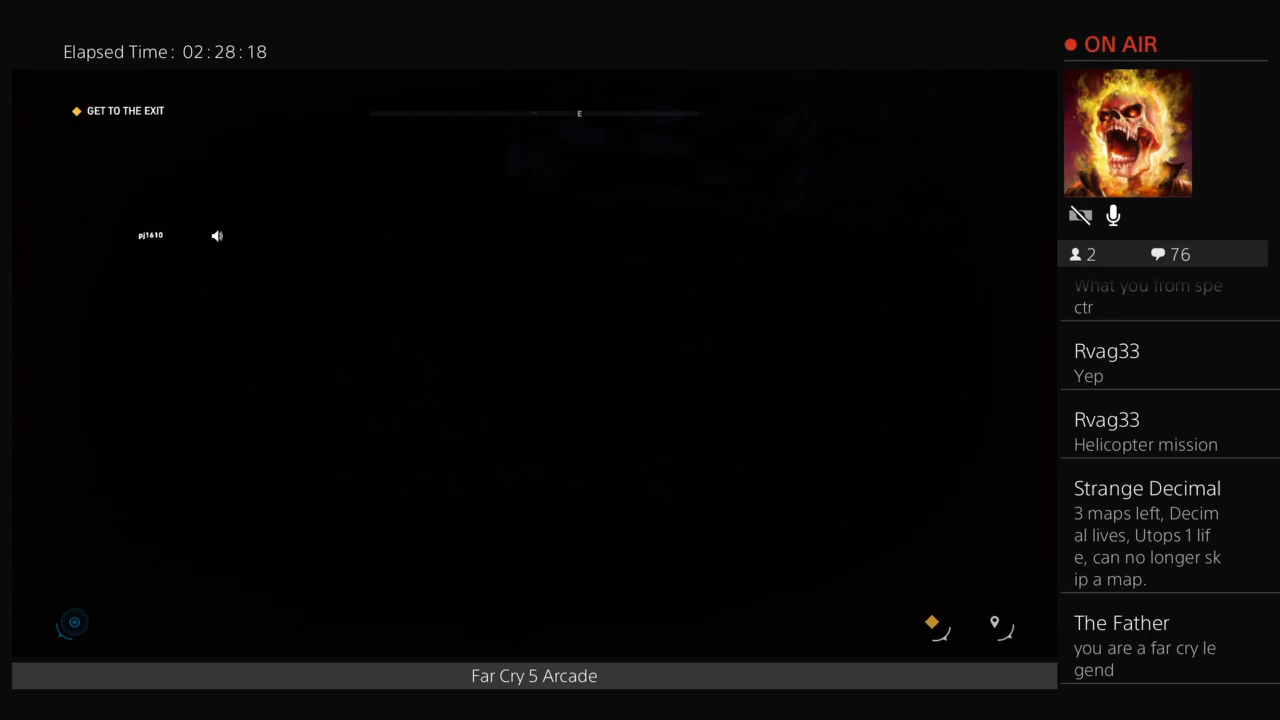 Elapsed Time: 02:28:18
ON AIR
GET TO THE EXIT
E
pj1610
2
76
What you from spe
ctr
Rvag33
Yep
Rvag33
Helicopter mission
Strange Decimal
3 maps left, Decim
al lives, Utops 1 lif
e, can no longer sk
ip a map.
The Father
you are a far cry le
gend
Far Cry 5 Arcade